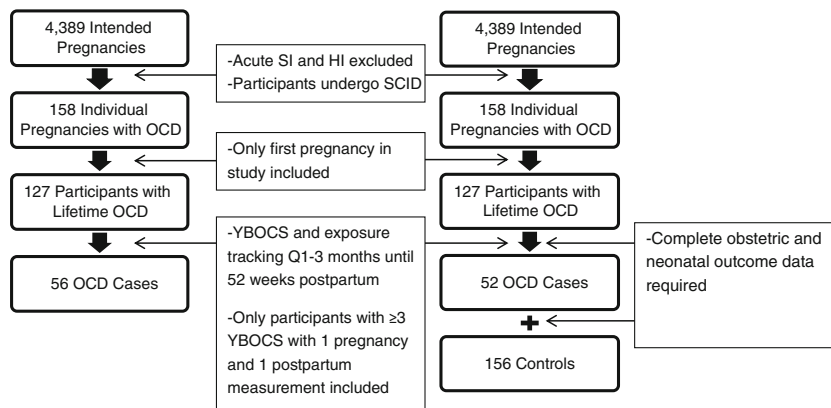 4,389 Intended
Pregnancies
158 Individual
Pregnancies with OCD
127 Participants with
Lifetime OCD
56 OCD Cases
-Acute SI and HI excluded
-Participants undergo SCID
-Only first pregnancy in
study included
-YBOCS and exposure
tracking Q1-3 months until
52 weeks postpartum
-Only participants with ≥3
YBOCS with 1 pregnancy
and 1 postpartum
measurement included
4,389 Intended
Pregnancies
158 Individual
Pregnancies with OCD
127 Participants with
Lifetime OCD
52 OCD Cases
+
156 Controls
-Complete obstetric and
neonatal outcome data
required